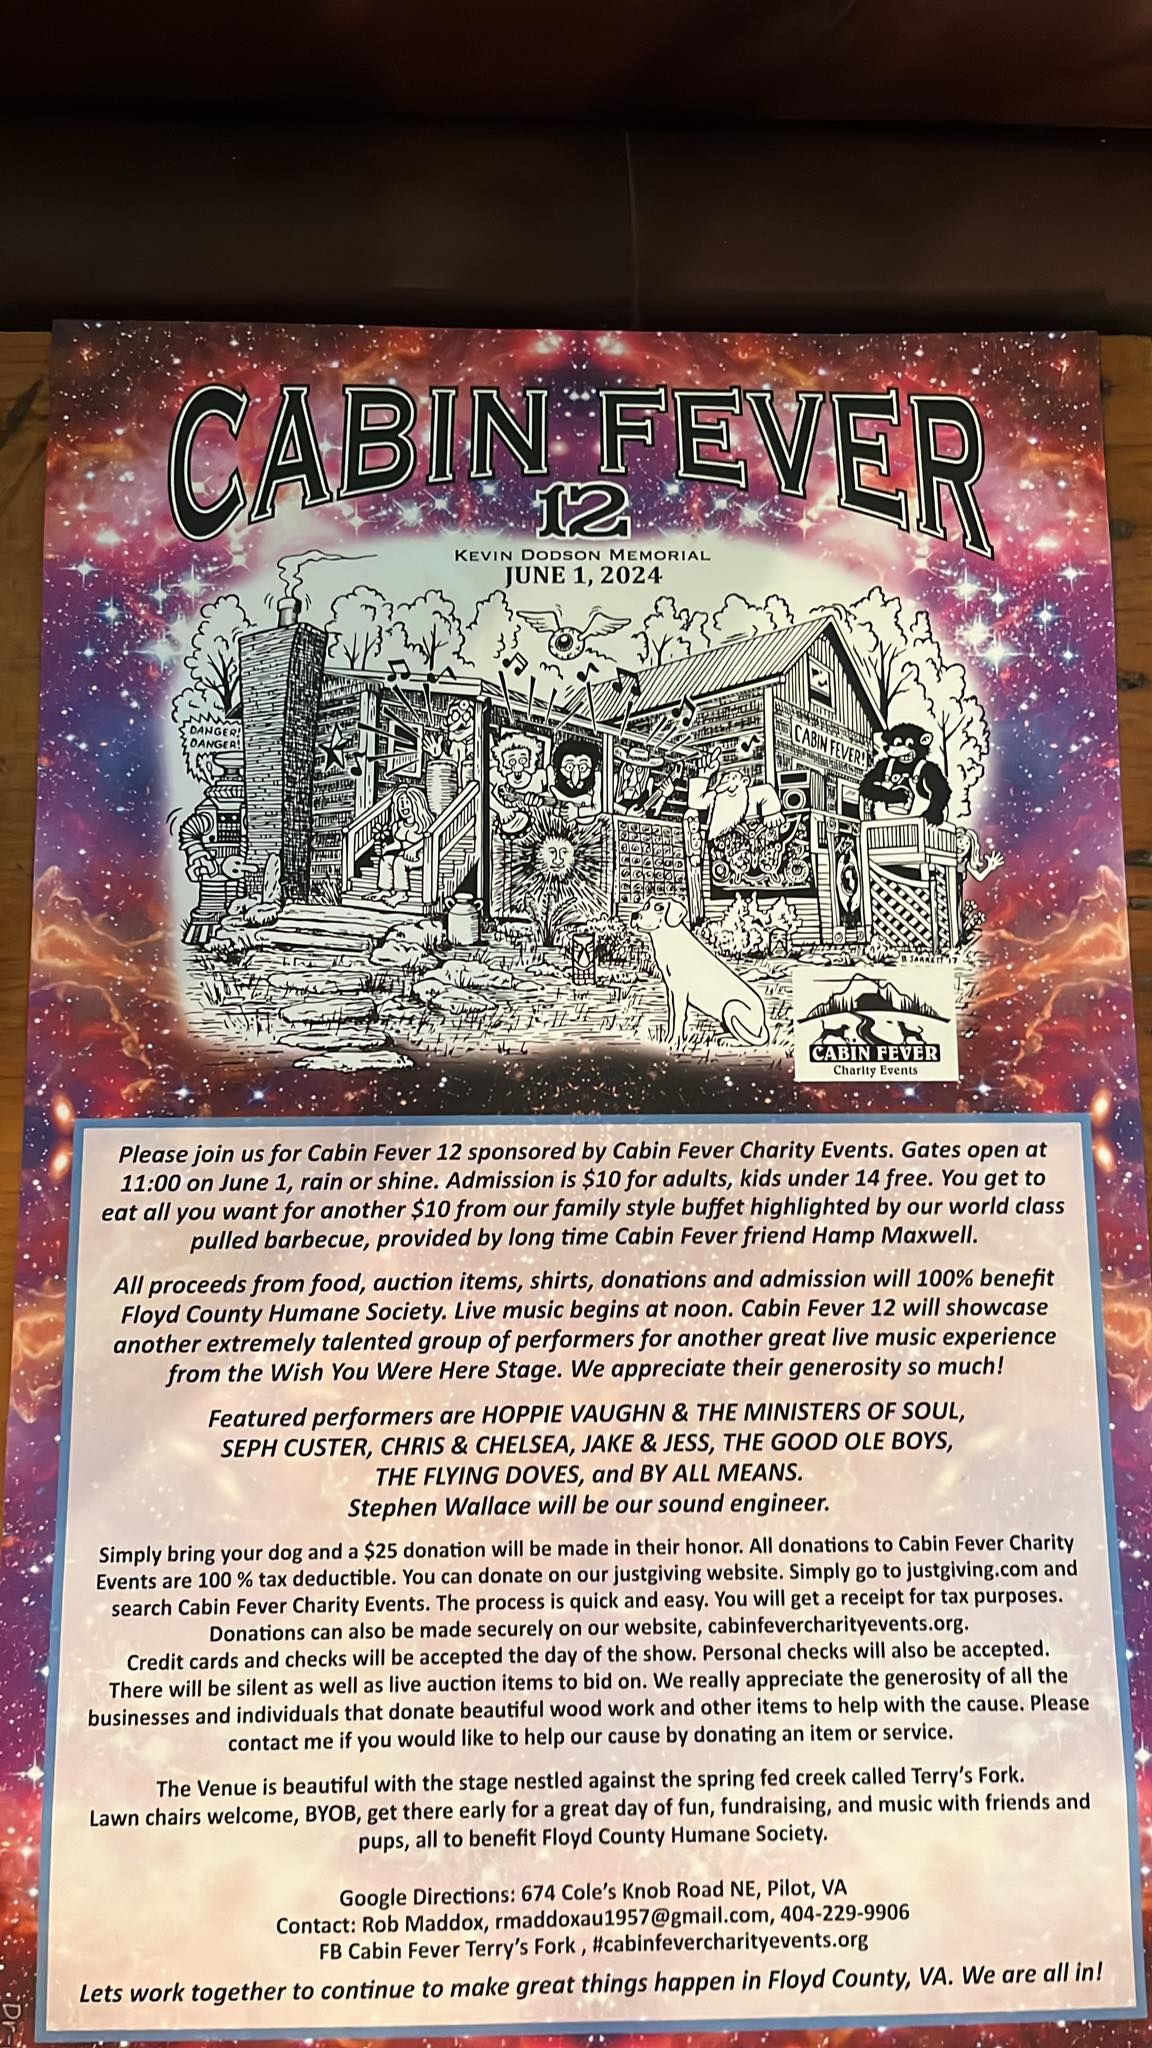 CABIN FEVER
12
KEVIN DODSON MEMORIAL
JUNE 1, 2024
DANGER!
DANGER!
CABIN FEVER!
B JARRETT 17
CABIN FEVER
Charity Events
Please join us for Cabin Fever 12 sponsored by Cabin Fever Charity Events. Gates open at
11:00 on June 1, rain or shine. Admission is $10 for adults, kids under 14 free. You get to
eat all you want for another $10 from our family style buffet highlighted by our world class
pulled barbecue, provided by long time Cabin Fever friend Hamp Maxwell.
All proceeds from food, auction items, shirts, donations and admission will 100% benefit
Floyd County Humane Society. Live music begins at noon. Cabin Fever 12 will showcase
another extremely talented group of performers for another great live music experience
from the Wish You Were Here Stage. We appreciate their generosity so much!
Featured performers are HOPPIE VAUGHN & THE MINISTERS OF SOUL,
SEPH CUSTER, CHRIS & CHELSEA, JAKE & JESS, THE GOOD OLE BOYS,
THE FLYING DOVES, and BY ALL MEANS.
Stephen Wallace will be our sound engineer.
Simply bring your dog and a $25 donation will be made in their honor. All donations to Cabin Fever Charity
Events are 100 % tax deductible. You can donate on our justgiving website. Simply go to justgiving.com and
search Cabin Fever Charity Events. The process is quick and easy. You will get a receipt for tax purposes.
Donations can also be made securely on our website, cabinfevercharityevents.org.
Credit cards and checks will be accepted the day of the show. Personal checks will also be accepted.
There will be silent as well as live auction items to bid on. We really appreciate the generosity of all the
businesses and individuals that donate beautiful wood work and other items to help with the cause. Please
contact me if you would like to help our cause by donating an item or service.
The Venue is beautiful with the stage nestled against the spring fed creek called Terry's Fork.
Lawn chairs welcome, BYOB, get there early for a great day of fun, fundraising, and music with friends and
pups, all to benefit Floyd County Humane Society.
Google Directions: 674 Cole's Knob Road NE, Pilot, VA
Contact: Rob Maddox, rmaddoxau1957@gmail.com, 404-229-9906
FB Cabin Fever Terry's Fork , #cabinfevercharityevents.org
Lets work together to continue to make great things happen in Floyd County, VA. We are all in!